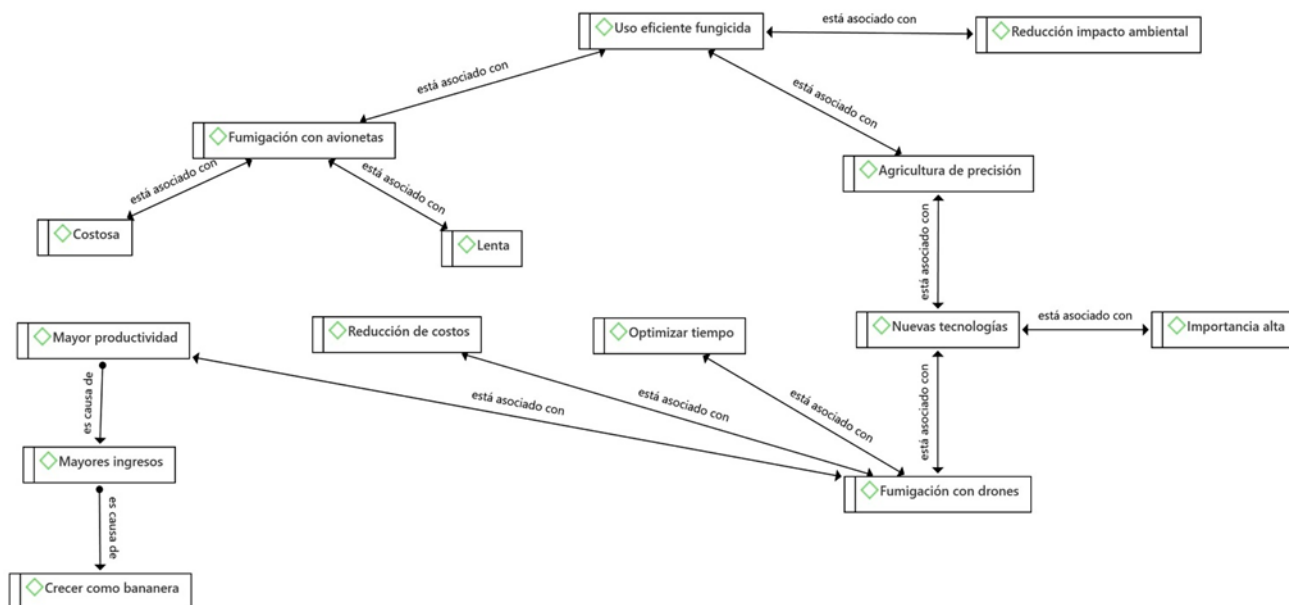 Uso eficiente fungicida
está asociado con
Reducción impacto ambiental
está asociado con
está asociado con
Fumigación con avionetas
Agricultura de precisión
está asociado con
está asociado con
Costosa
Lenta
está asociado con
Mayor productividad
Reducción de costos
Optimizar tiempo
Nuevas tecnologías
está asociado con
Importancia alta
es causa de
está asociado con
está asociado con
está asociado con
está asociado con
Mayores ingresos
Fumigación con drones
es causa de
Crecer como bananera